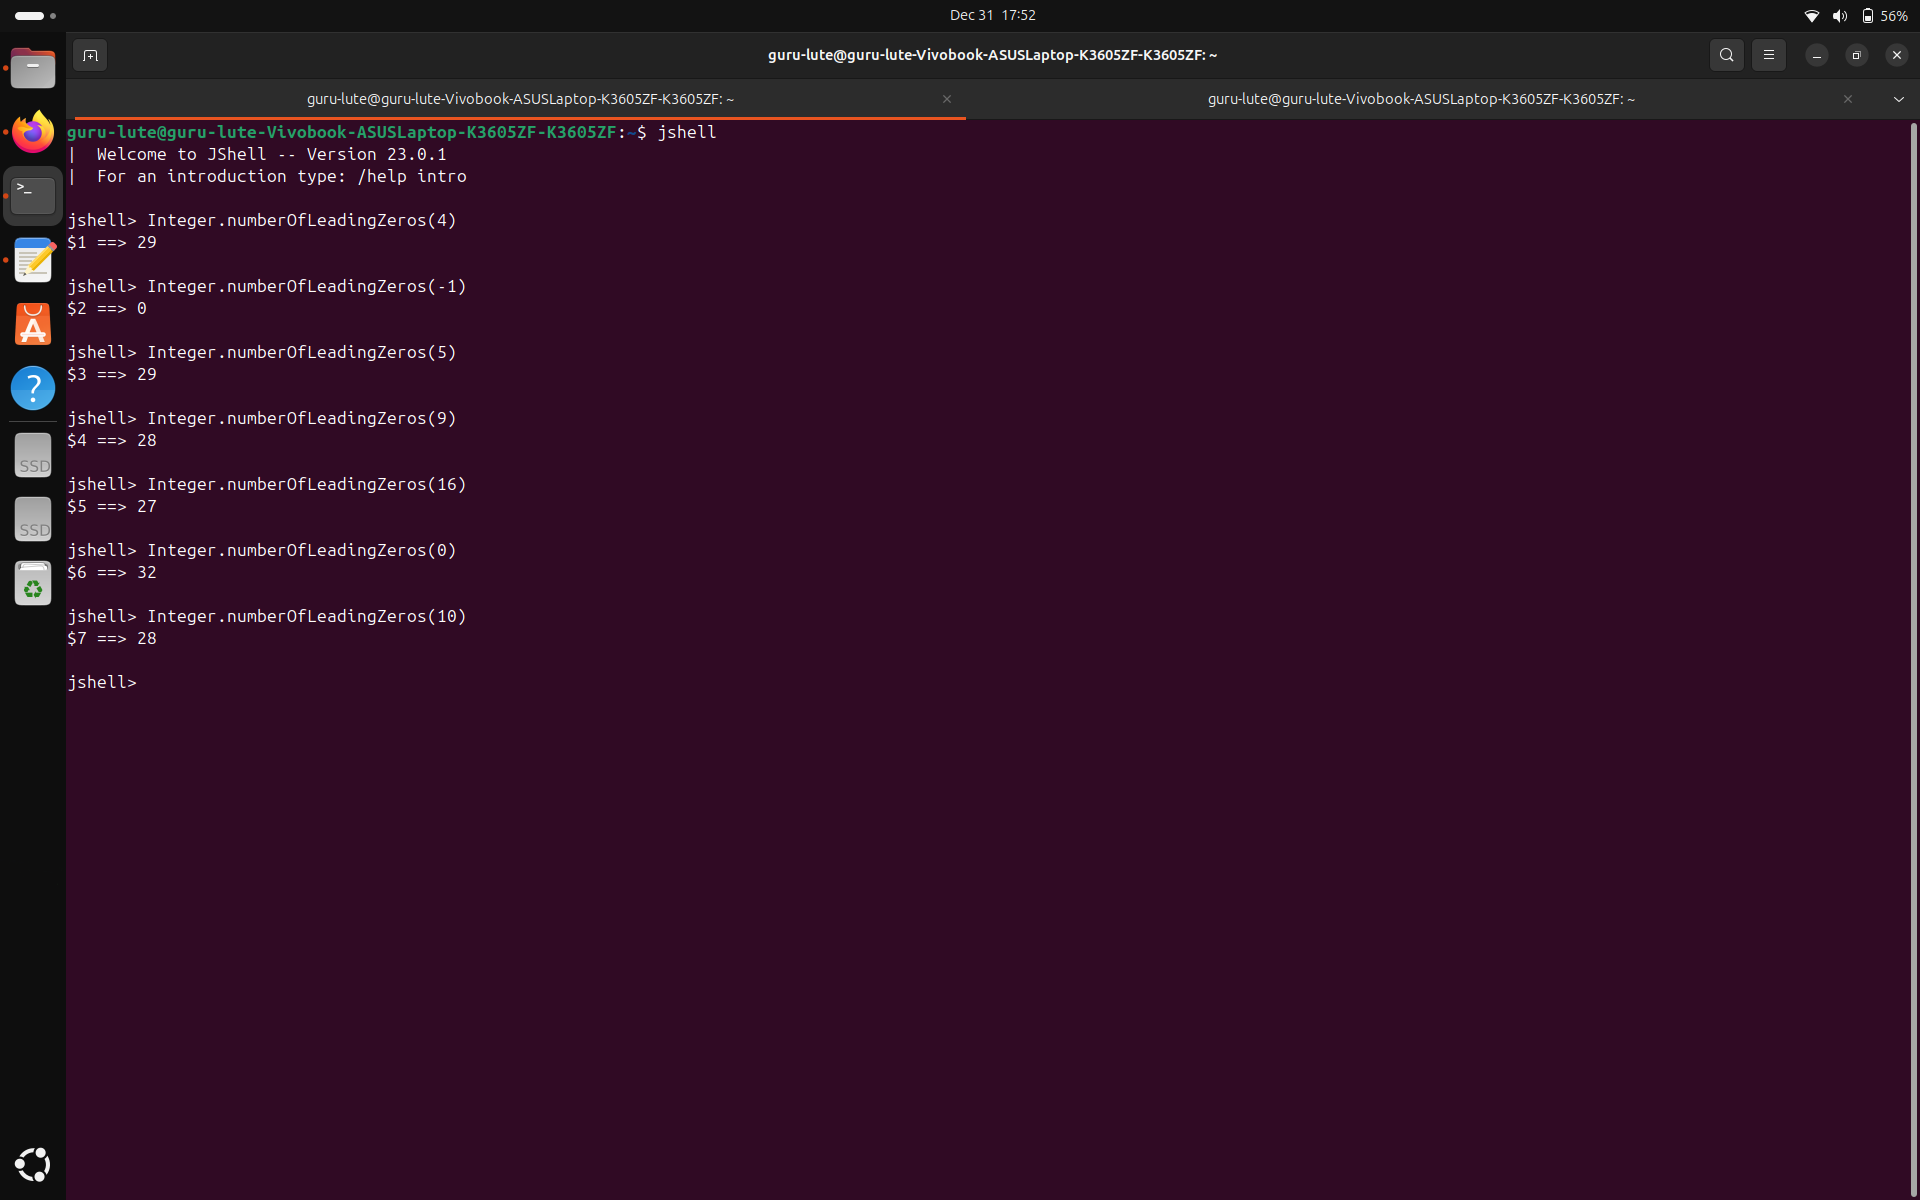 Dec 31 17:52
56%
guru-lute@guru-lute-Vivobook-ASUSLaptop-K3605ZF-K3605ZF: ~
guru-lute@guru-lute-Vivobook-ASUSLaptop-K3605ZF-K3605ZF: ~
guru-lute@guru-lute-Vivobook-ASUSLaptop-K3605ZF-K3605ZF: ~
guru-lute@guru-lute-Vivobook-ASUSLaptop-K3605ZF-K3605ZF:~$ jshell
| Welcome to JShell -- Version 23.0.1
| For an introduction type: /help intro
jshell> Integer.numberOfLeadingZeros(4)
$1 ==> 29
jshell> Integer.numberOfLeadingZeros(-1)
$2 ==> 0
jshell> Integer.numberOfLeadingZeros(5)
$3 ==> 29
jshell> Integer.numberOfLeadingZeros(9)
$4 ==> 28
jshell> Integer.numberOfLeadingZeros(16)
$5 ==> 27
jshell> Integer.numberOfLeadingZeros(0)
$6 ==> 32
jshell> Integer.numberOfLeadingZeros(10)
$7 ==> 28
jshell>
SSD
SSD